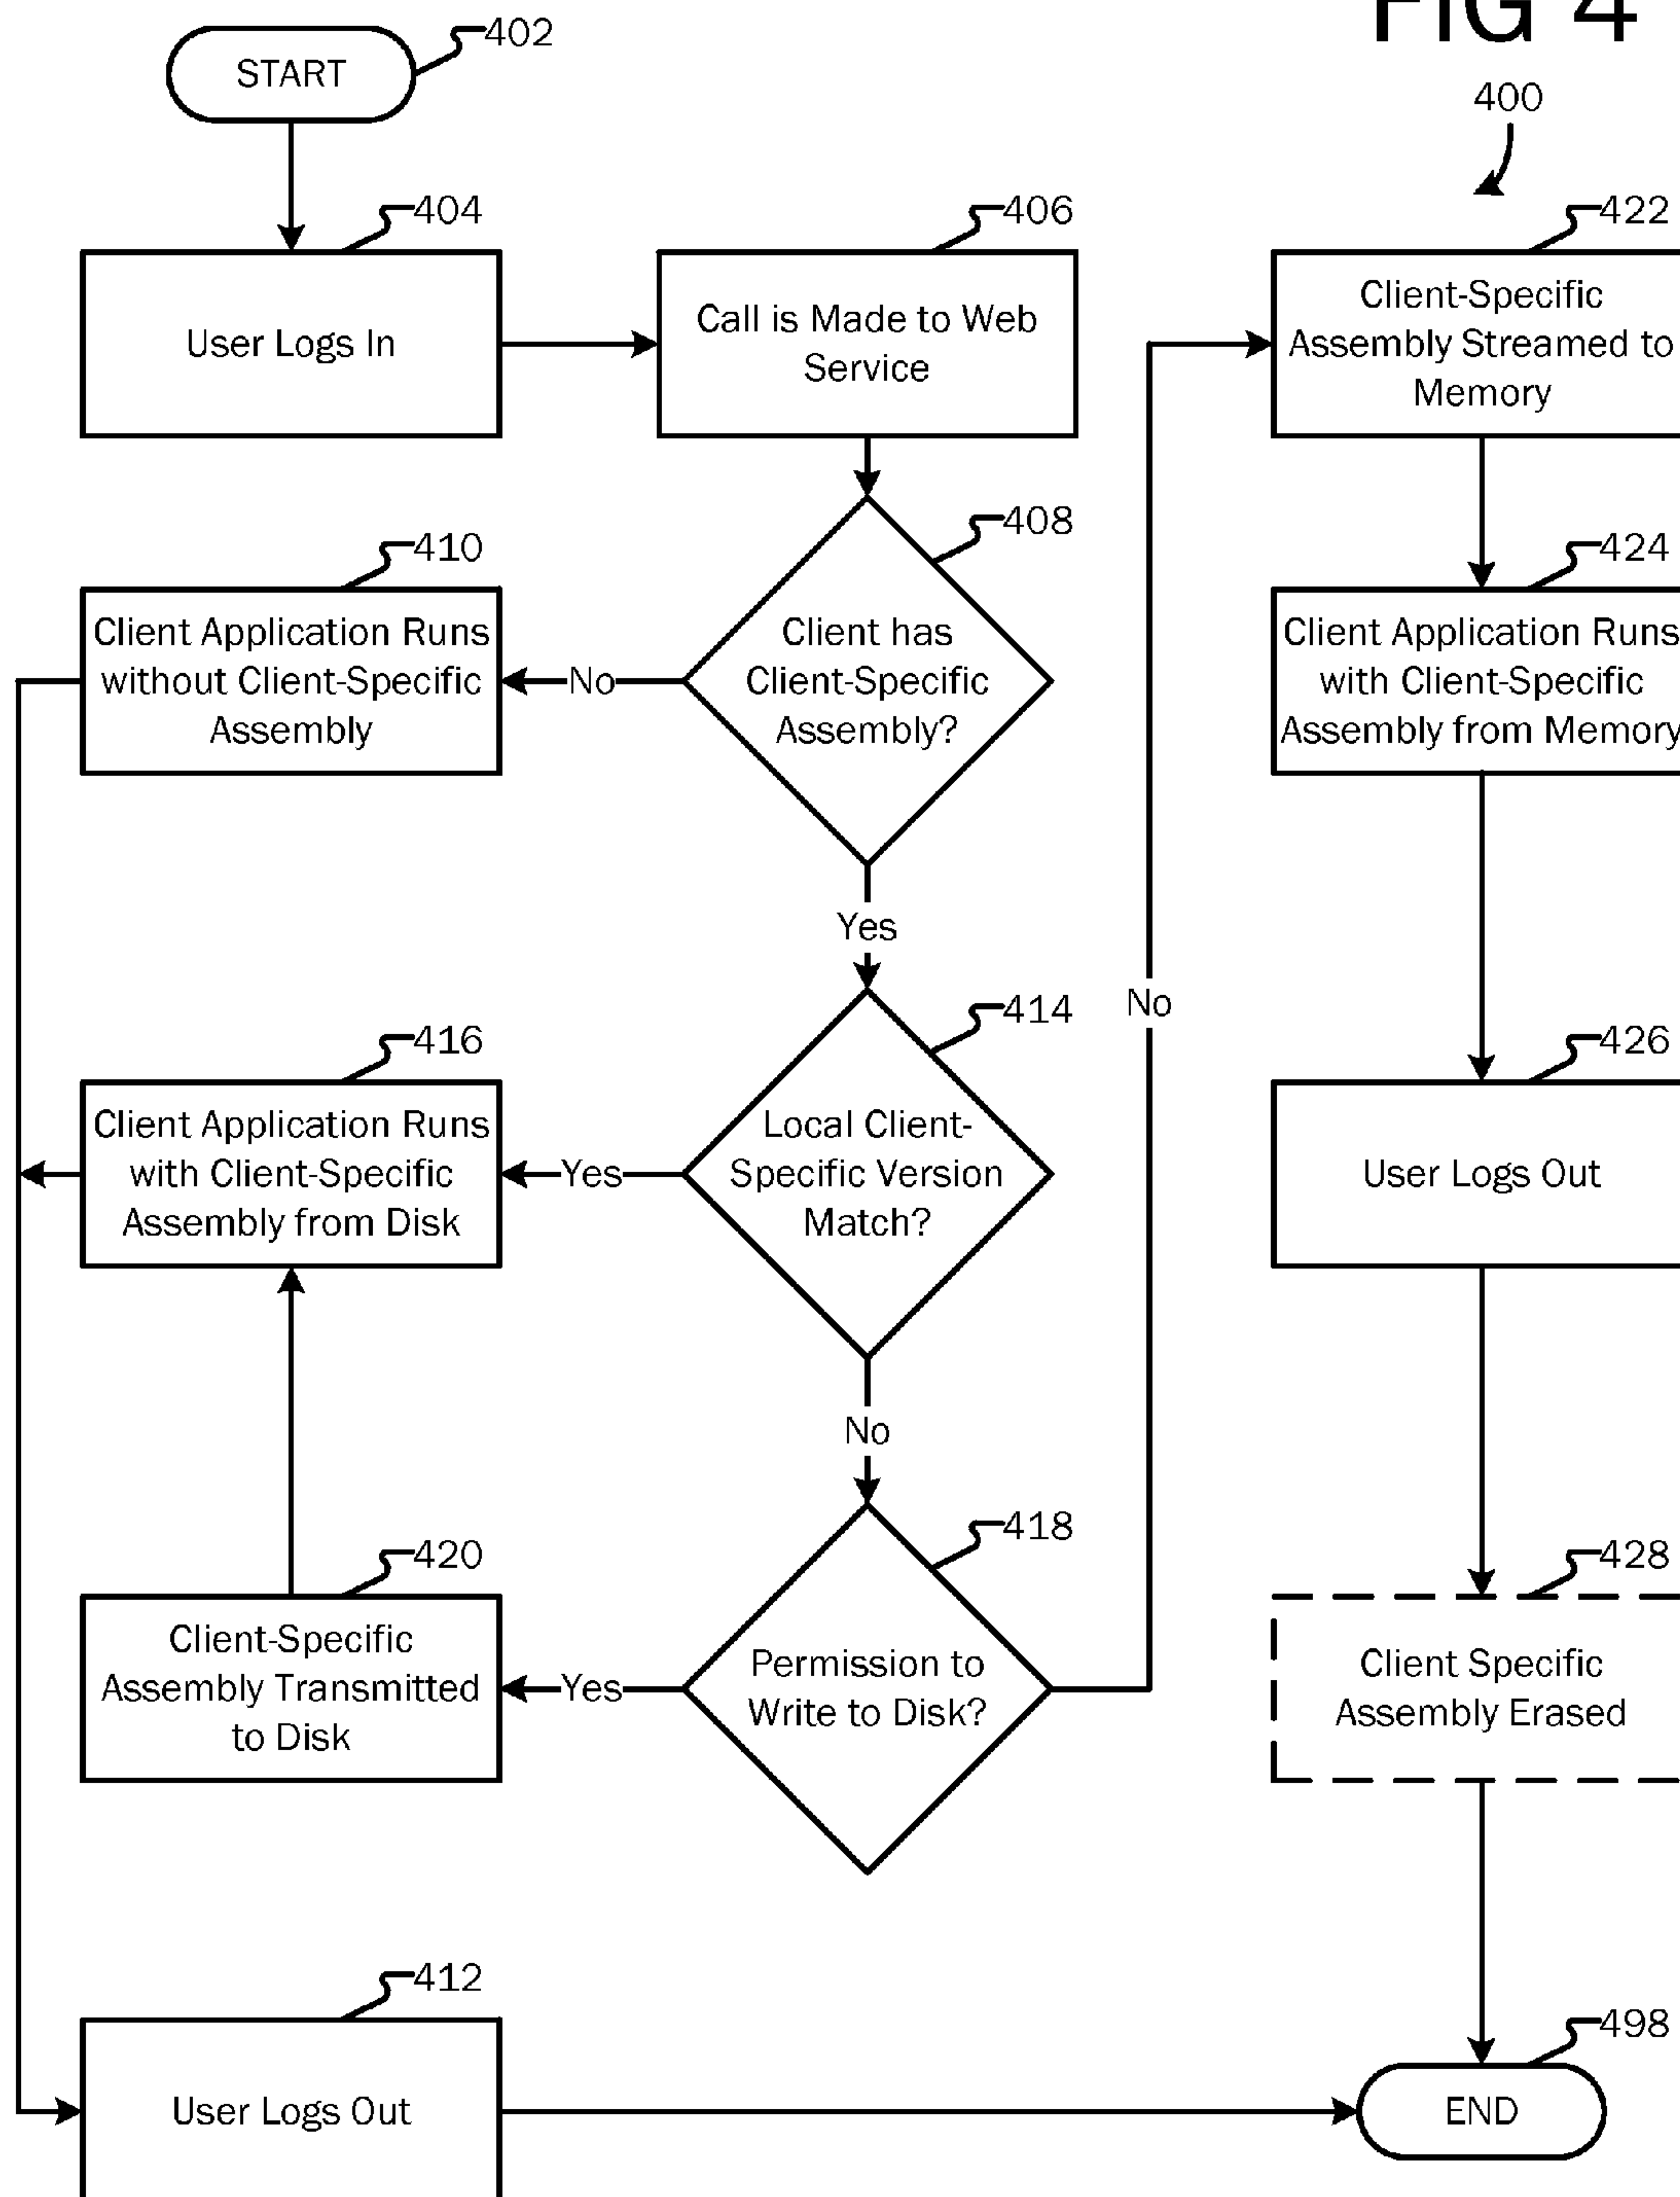 FIG 4
400
START
402
404
User Logs In
406
Call is Made to Web
Service
408
Client has
Client-Specific
Assembly?
No
410
Client Application Runs
without Client-Specific
Assembly
Yes
414
Local Client-
Specific Version
Match?
Yes
416
Client Application Runs
with Client-Specific
Assembly from Disk
No
418
Permission to
Write to Disk?
Yes
420
Client-Specific
Assembly Transmitted
to Disk
No
422
Client-Specific
Assembly Streamed to
Memory
424
Client Application Runs
with Client-Specific
Assembly from Memory
426
User Logs Out
428
Client Specific
Assembly Erased
412
User Logs Out
498
END